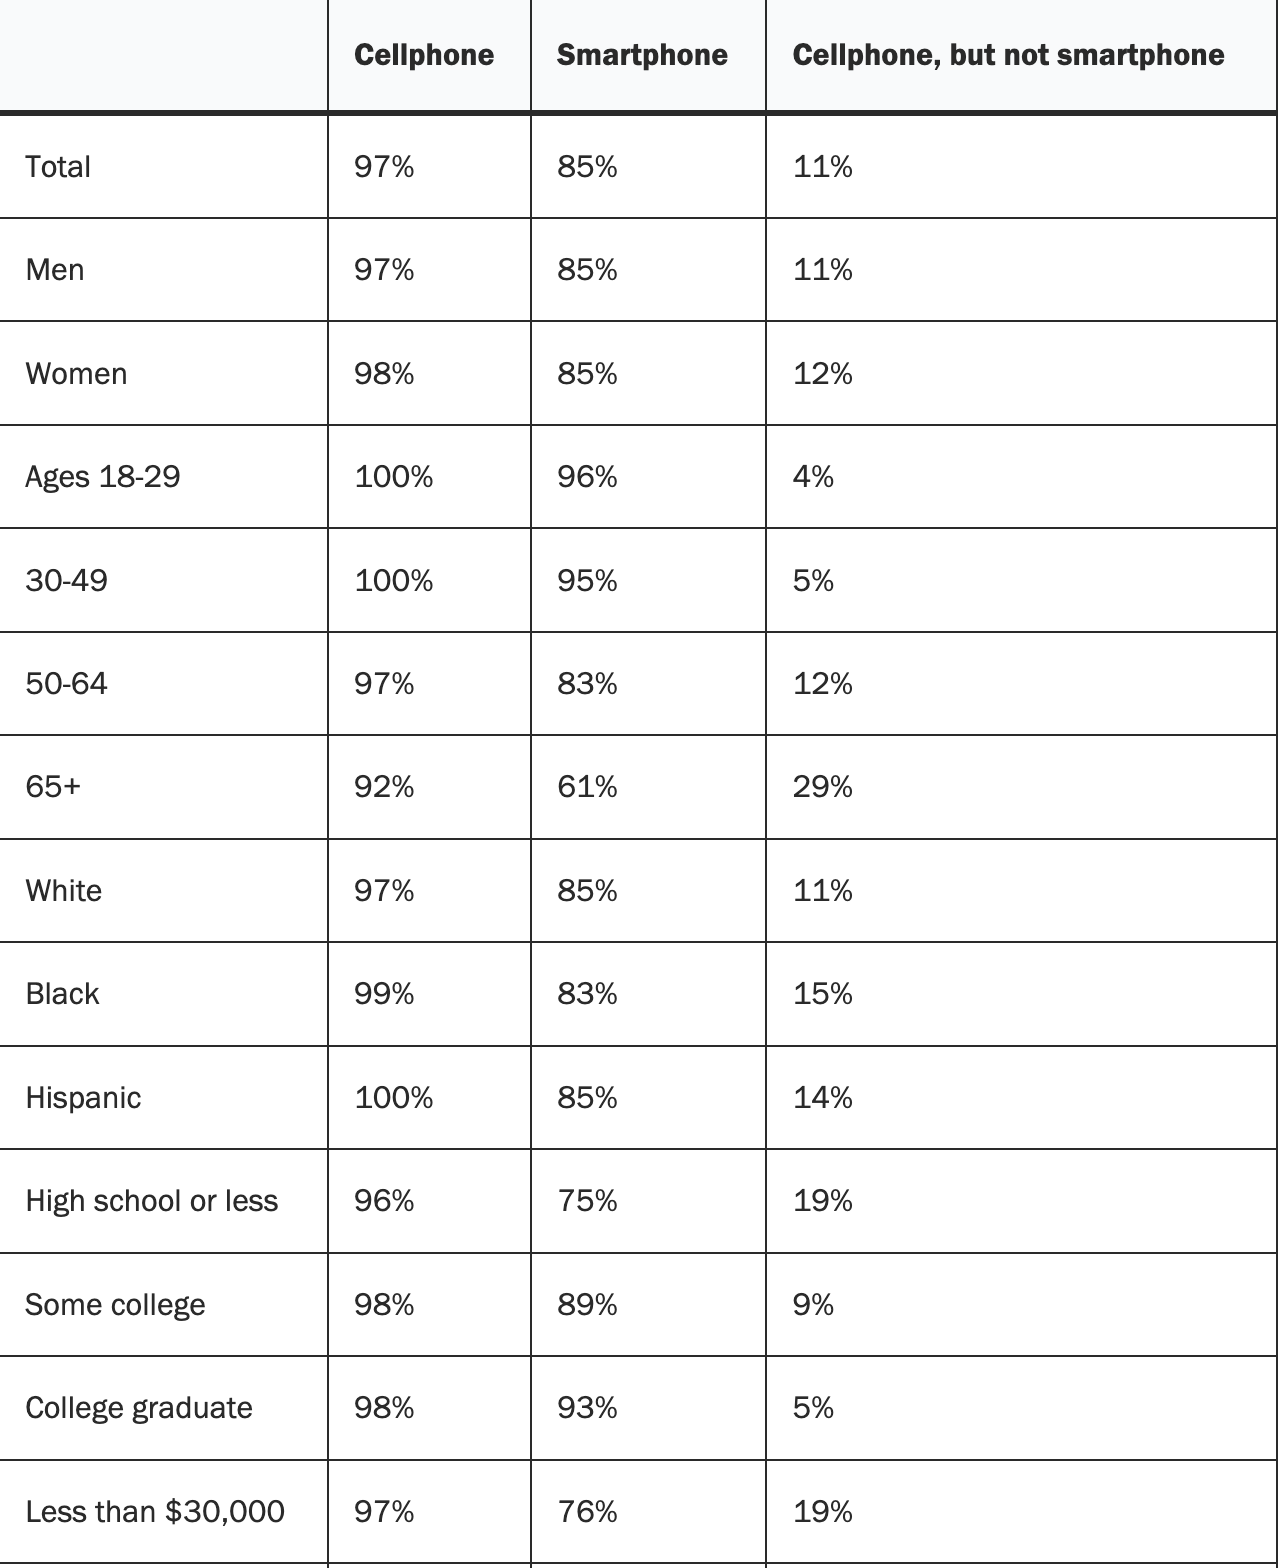 Cellphone Smartphone Cellphone, but not smartphone
Total 97% 85% 11%
Men 97% 85% 11%
Women 98% 85% 12%
Ages 18-29 100% 96% 4%
30-49 100% 95% 5%
50-64 97% 83% 12%
65+ 92% 61% 29%
White 97% 85% 11%
Black 99% 83% 15%
Hispanic 100% 85% 14%
High school or less 96% 75% 19%
Some college 98% 89% 9%
College graduate 98% 93% 5%
Less than $30,000 97% 76% 19%